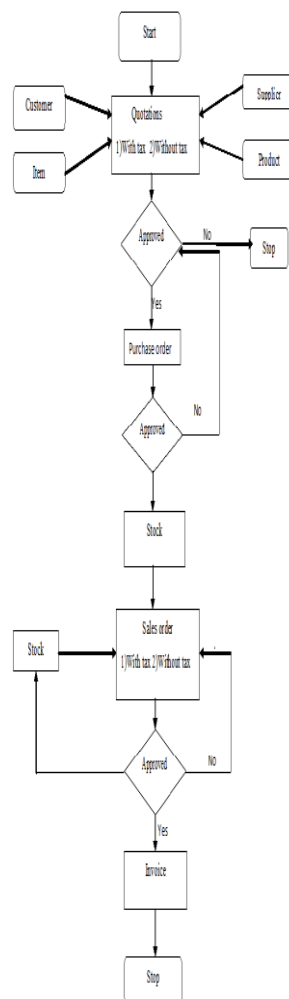 Start
Customer
Supplier
Quotations
1)With tax 2)Without tax
Item
Product
Approved
No
Stop
Yes
Purchase order
No
Approved
Stock
Sales order
1)With tax 2)Without tax
Stock
Approved
No
Yes
Invoice
Stop